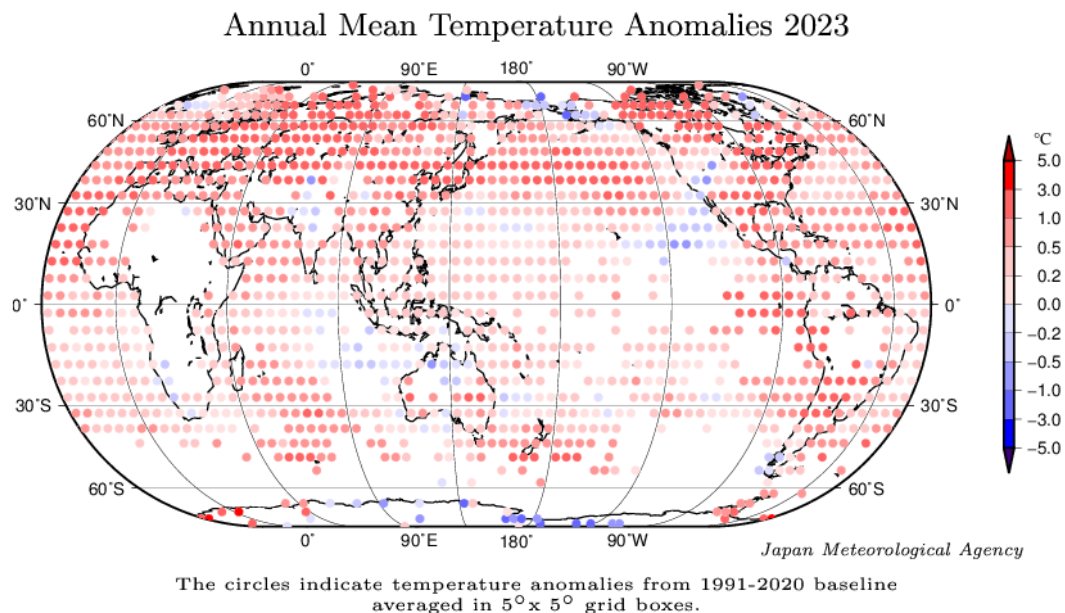 Annual Mean Temperature Anomalies 2023
0° 90°E 180° 90°W
60°N 60°N
30°N 30°N
0° 0°
30°S 30°S
60°S 60°S
0° 90°E 180° 90°W
°C
5.0
3.0
1.0
0.5
0.2
0.0
−0.2
−0.5
−1.0
−3.0
−5.0
Japan Meteorological Agency
The circles indicate temperature anomalies from 1991-2020 baseline
averaged in 5°x 5° grid boxes.